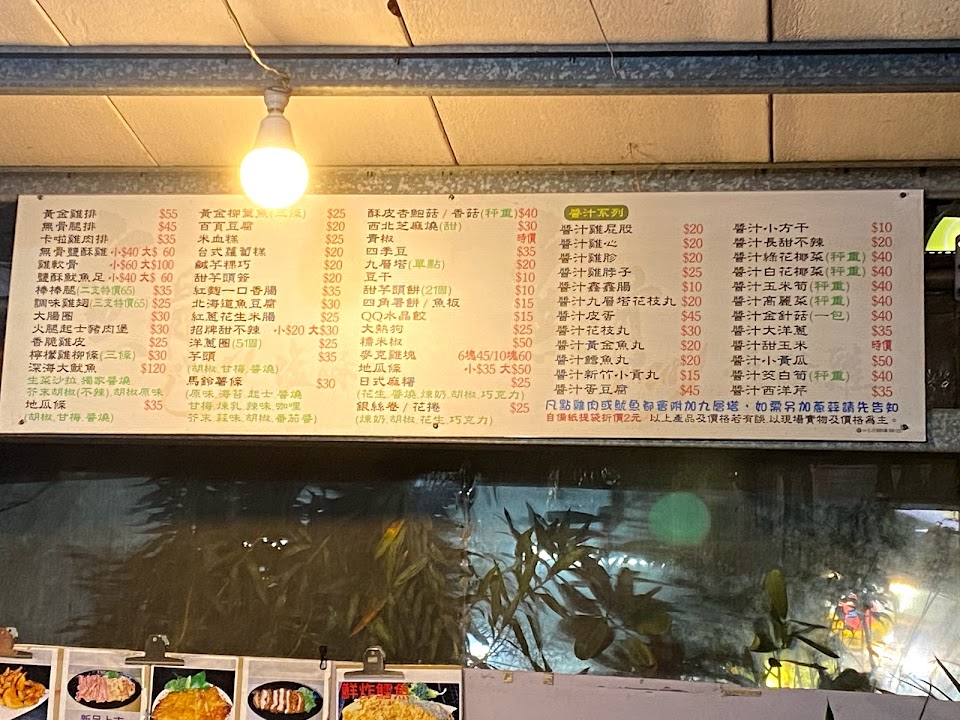 黃金雞排 $55
無骨腿排 $45
卡啦雞肉排 $35
無骨鹽酥雞 小$40 大$ 60
雞軟骨 小$60 大$100
鹽酥魷魚足 小$40 大$ 60
棒棒腿(二支特價65) $35
調味雞翅(三支特價65) $25
大腸圈 $30
火腿起士豬肉堡 $30
香脆雞皮 $25
檸檬雞柳條(三條) $30
深海大魷魚 $120
生菜沙拉.獨家醬燒
芥末胡椒(不辣).胡椒原味
地瓜條 $35
(胡椒.甘梅.醬燒)
黃金柳葉魚(三條) $25
百頁豆腐 $20
米血糕 $25
台式蘿蔔糕 $20
鹹芋粿巧 $20
甜芋頭簽 $20
紅麴一口香腸 $35
北海道魚豆腐 $30
紅蔥花生米腸 $25
招牌甜不辣 小$20 大$30
洋蔥圈(5個) $25
芋頭 $35
(胡椒.甘梅.醬燒)
馬鈴薯條 $30
(原味.海苔.起士.醬燒
甘梅.煉乳.辣味.咖哩
芥末.蒜味.胡椒.番茄醬)
酥皮杏鮑菇 / 香菇(秤重) $40
西北芝麻燒(甜) $30
青椒 特價
四季豆 $35
九層塔(單點) $20
豆干 $10
甜芋頭餅(2個) $10
四角薯餅 / 魚板 $15
QQ水晶餃 $15
大熱狗 $25
糯米椒 $50
麥克雞塊 6塊45/10塊60
地瓜條 小$35 大$50
日式麻糬 $25
(花生.醬燒.煉奶.胡椒.巧克力)
銀絲卷 / 花捲 $25
(煉奶.胡椒.花生.巧克力)
醬汁系列
醬汁雞屁股 $20
醬汁雞心 $20
醬汁雞胗 $20
醬汁雞脖子 $25
醬汁鑫鑫腸 $10
醬汁九層塔花枝丸 $20
醬汁皮蛋 $45
醬汁花枝丸 $30
醬汁黃金魚丸 $20
醬汁鱈魚丸 $20
醬汁新竹小貢丸 $15
醬汁蛋豆腐 $45
醬汁小方干 $10
醬汁長甜不辣 $20
醬汁綠花椰菜(秤重) $40
醬汁白花椰菜(秤重) $40
醬汁玉米筍(秤重) $40
醬汁高麗菜(秤重) $40
醬汁金針菇(一包) $40
醬汁大洋蔥 $35
醬汁甜玉米 特價
醬汁小黃瓜 $50
醬汁茭白筍(秤重) $40
醬汁西洋芹 $35
凡點雞肉或魷魚都會附加九層塔，如需另加蔥蒜請先告知
自備紙提袋折價2元 以上產品及價格若有誤.以現場實物及價格為主。
新品上市
鮮炸鱈魚